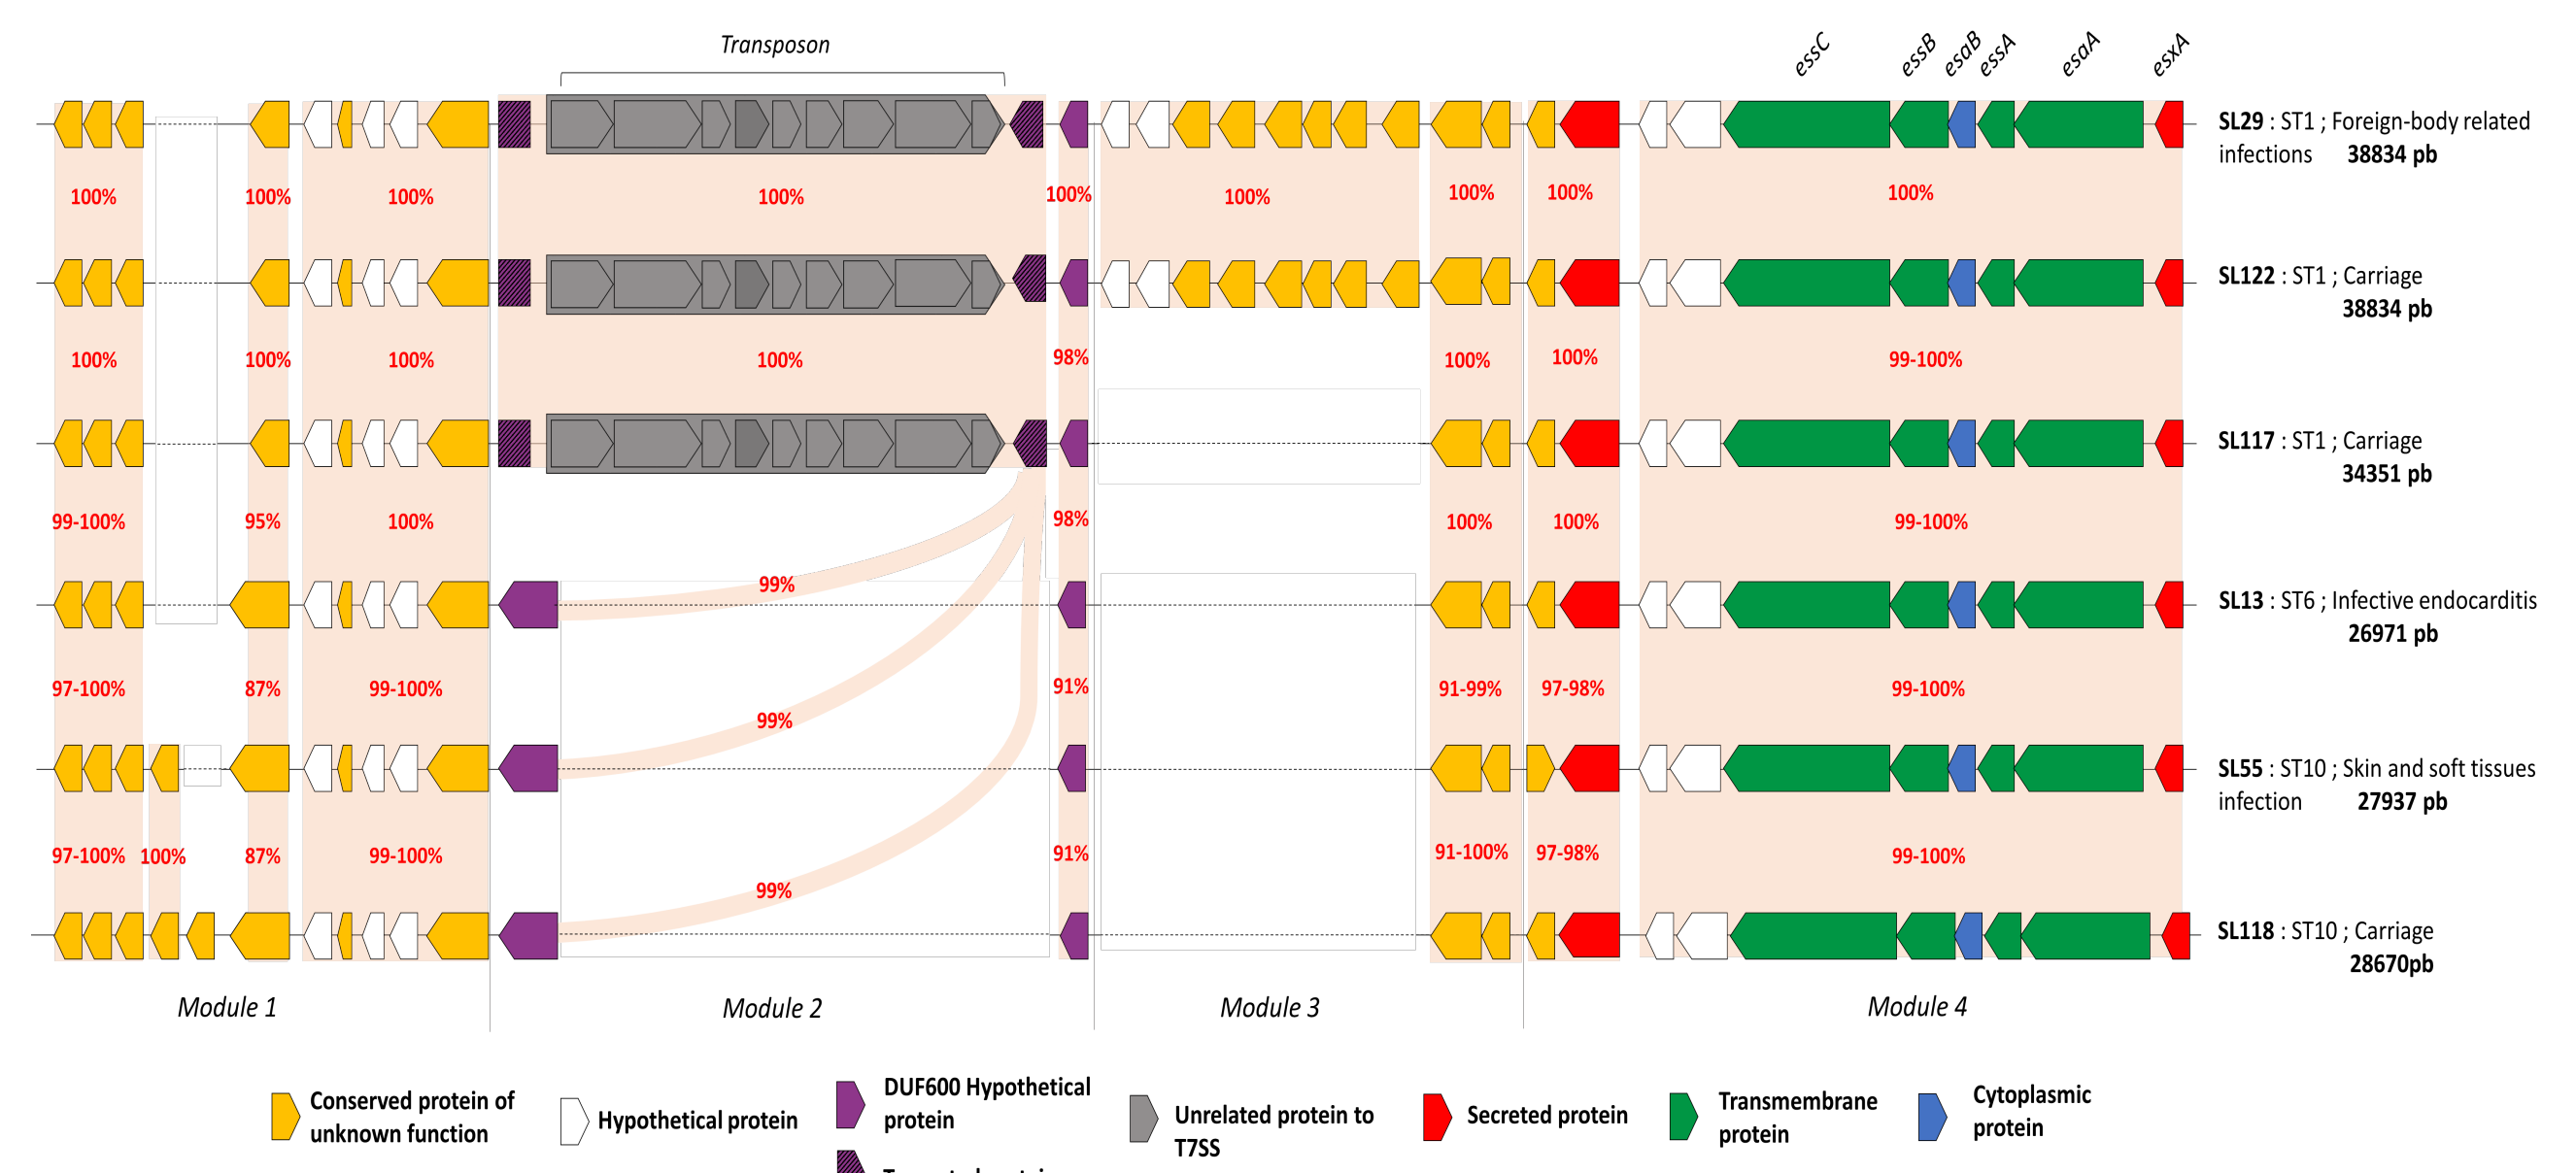 Transposon
essC
essB
esaB
essA
esaA
esxA
SL29 : ST1 ; Foreign-body related
infections 38834 pb
100% 100% 100% 100% 100% 100% 100% 100% 100%
SL122 : ST1 ; Carriage
38834 pb
100% 100% 100% 100% 98% 100% 100% 99-100%
SL117 : ST1 ; Carriage
34351 pb
99-100% 95% 100% 98% 100% 100% 99-100%
99%
SL13 : ST6 ; Infective endocarditis
26971 pb
97-100% 87% 99-100% 91% 91-99% 97-98% 99-100%
99%
SL55 : ST10 ; Skin and soft tissues
infection 27937 pb
97-100% 100% 87% 99-100% 91% 91-100% 97-98% 99-100%
99%
SL118 : ST10 ; Carriage
28670pb
Module 1
Module 2
Module 3
Module 4
Conserved protein of
unknown function
Hypothetical protein
DUF600 Hypothetical
protein
Unrelated protein to
T7SS
Secreted protein
Transmembrane
protein
Cytoplasmic
protein